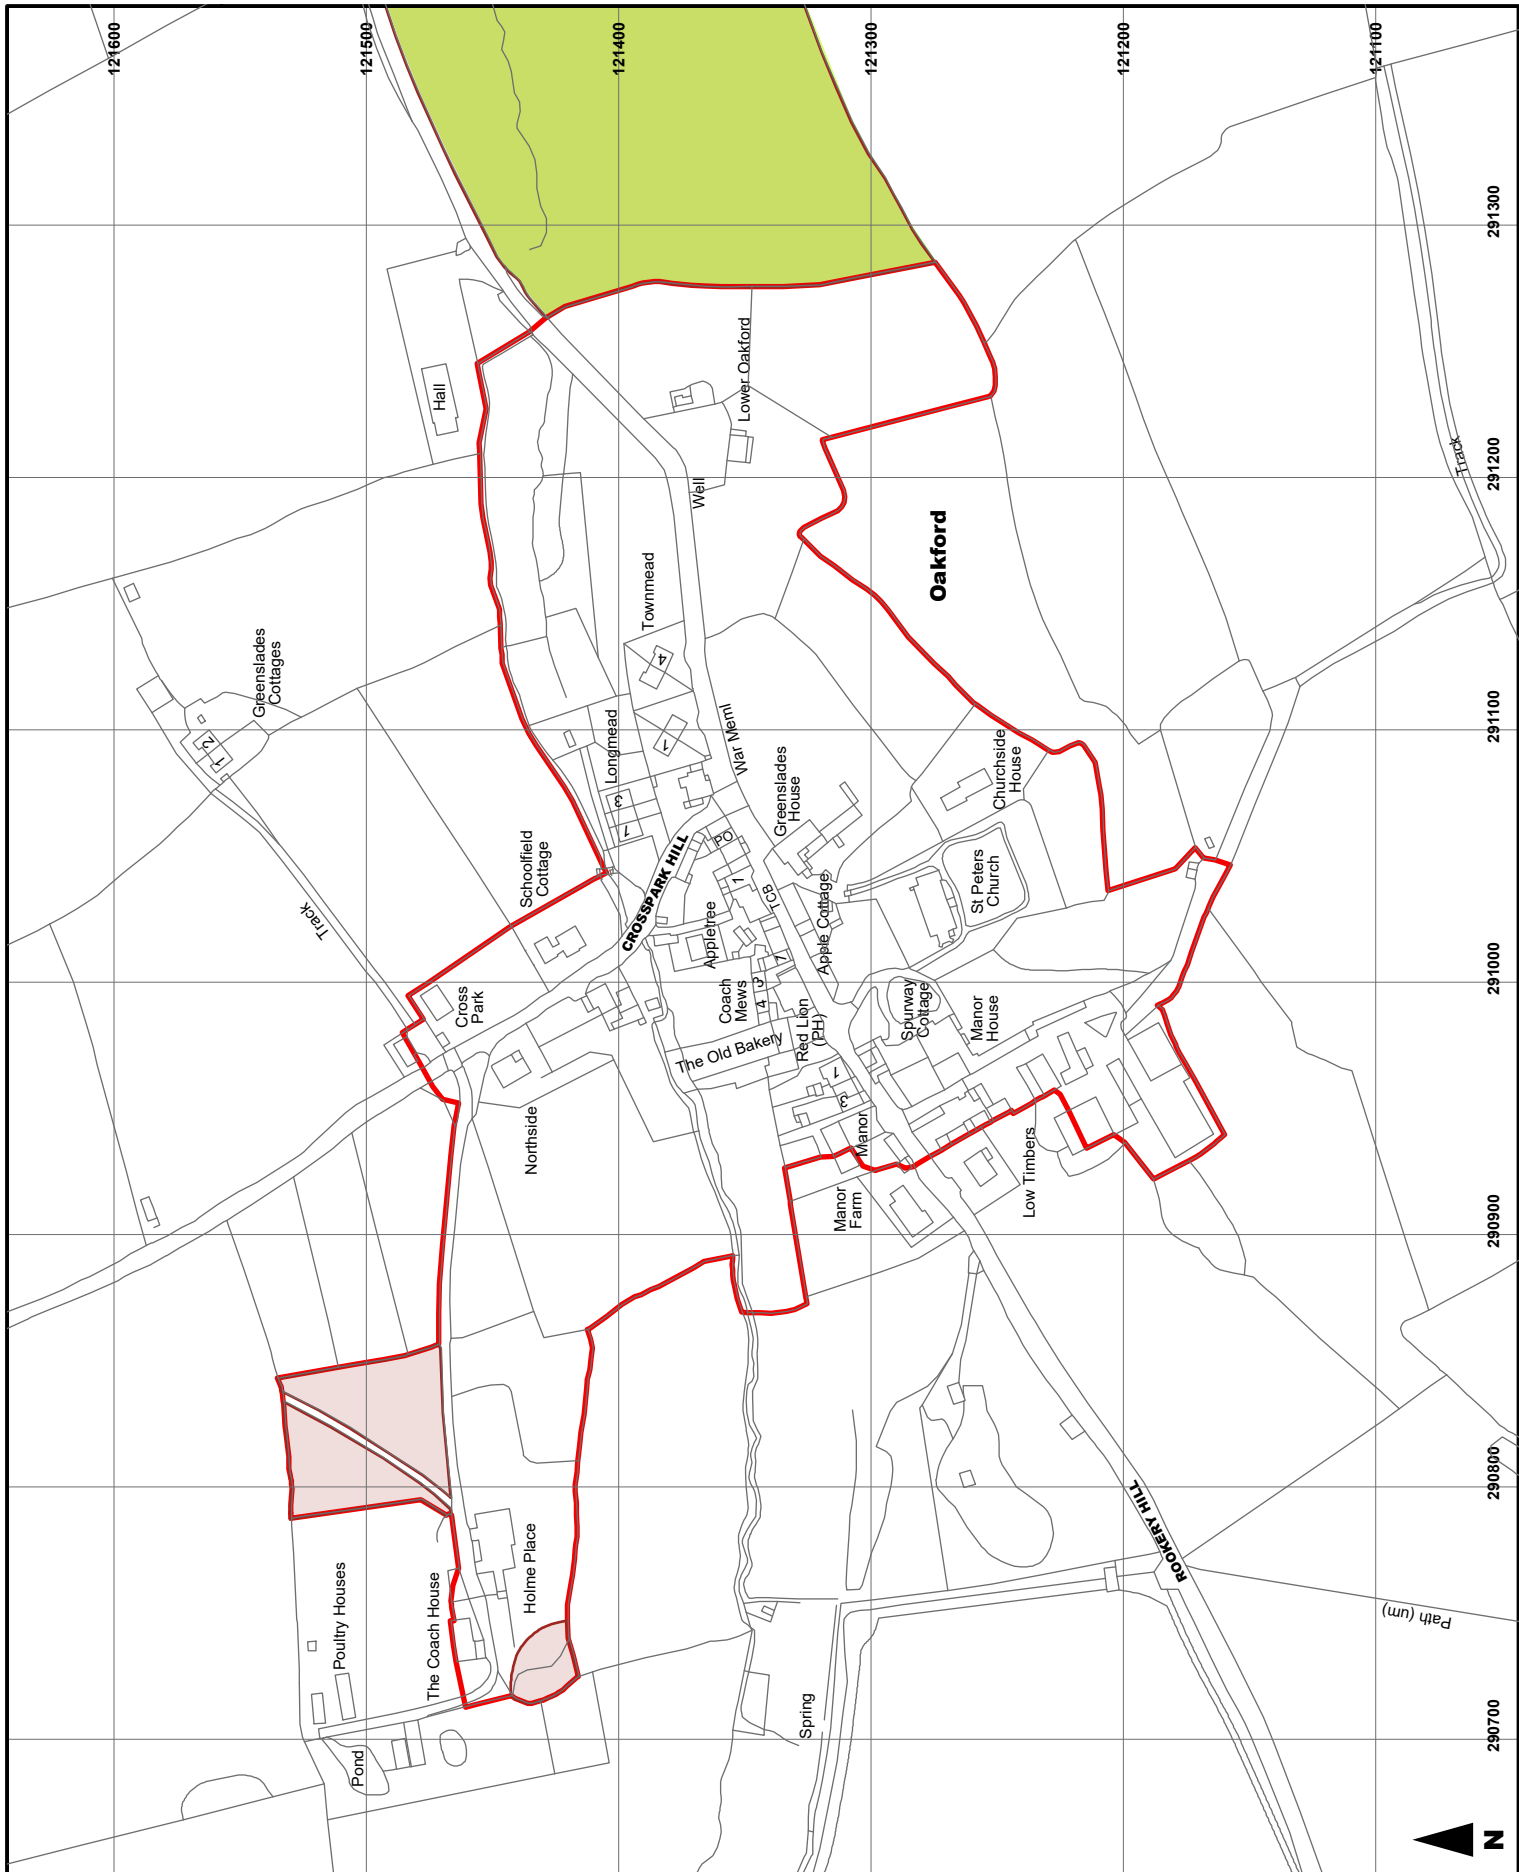 121600
121500
121400
121300
121200
121100
291300
291200
291100
291000
290900
290800
290700
Hall
Lower Oakford
Well
Oakford
Track
Greenslades
Cottages
1
2
Townmead
4
1
War Meml
Longmead
3
1
Greenslades
House
Churchside
House
PO
CROSSPARK HILL
Schoolfield
Cottage
Track
1
TCB
Apple Cottage
St Peters
Church
Appletree
7
3
4
Coach
Mews
Red Lion
(PH)
Spurway
Cottage
Manor
House
Cross
Park
The Old Bakery
1
3
Manor
Northside
Low Timbers
Manor
Farm
ROOKERY HILL
Holme Place
The Coach House
Poultry Houses
Path (um)
Spring
Pond
N